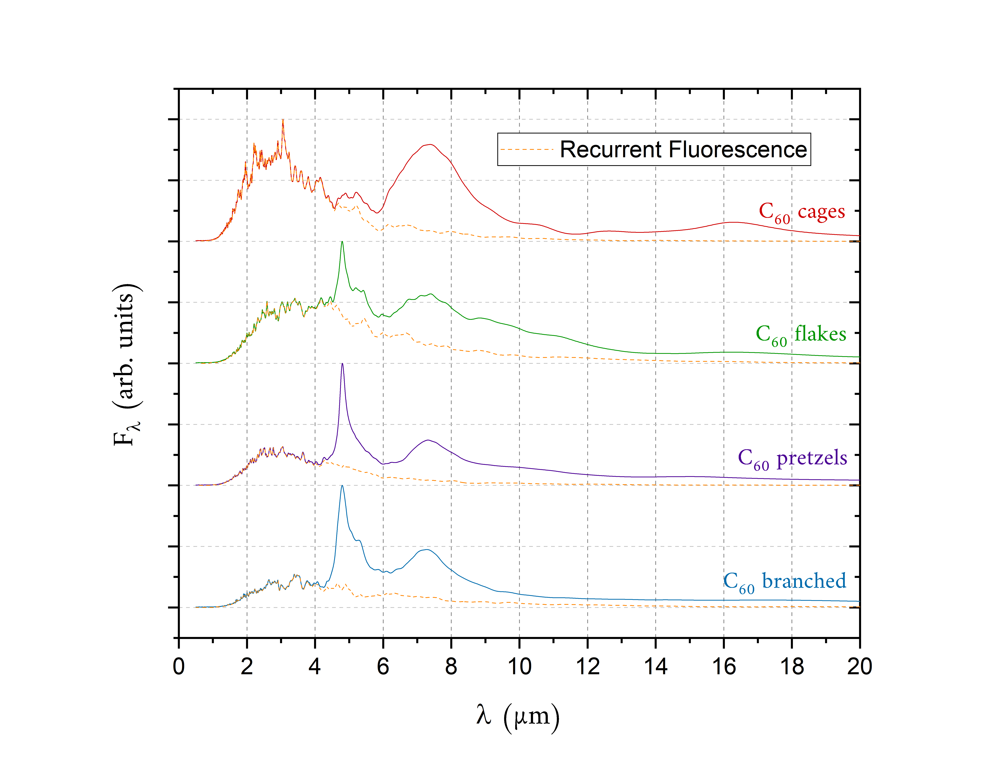 Recurrent Fluorescence
C₆₀ cages
C₆₀ flakes
C₆₀ pretzels
C₆₀ branched
F_λ (arb. units)
0 2 4 6 8 10 12 14 16 18 20
λ (μm)